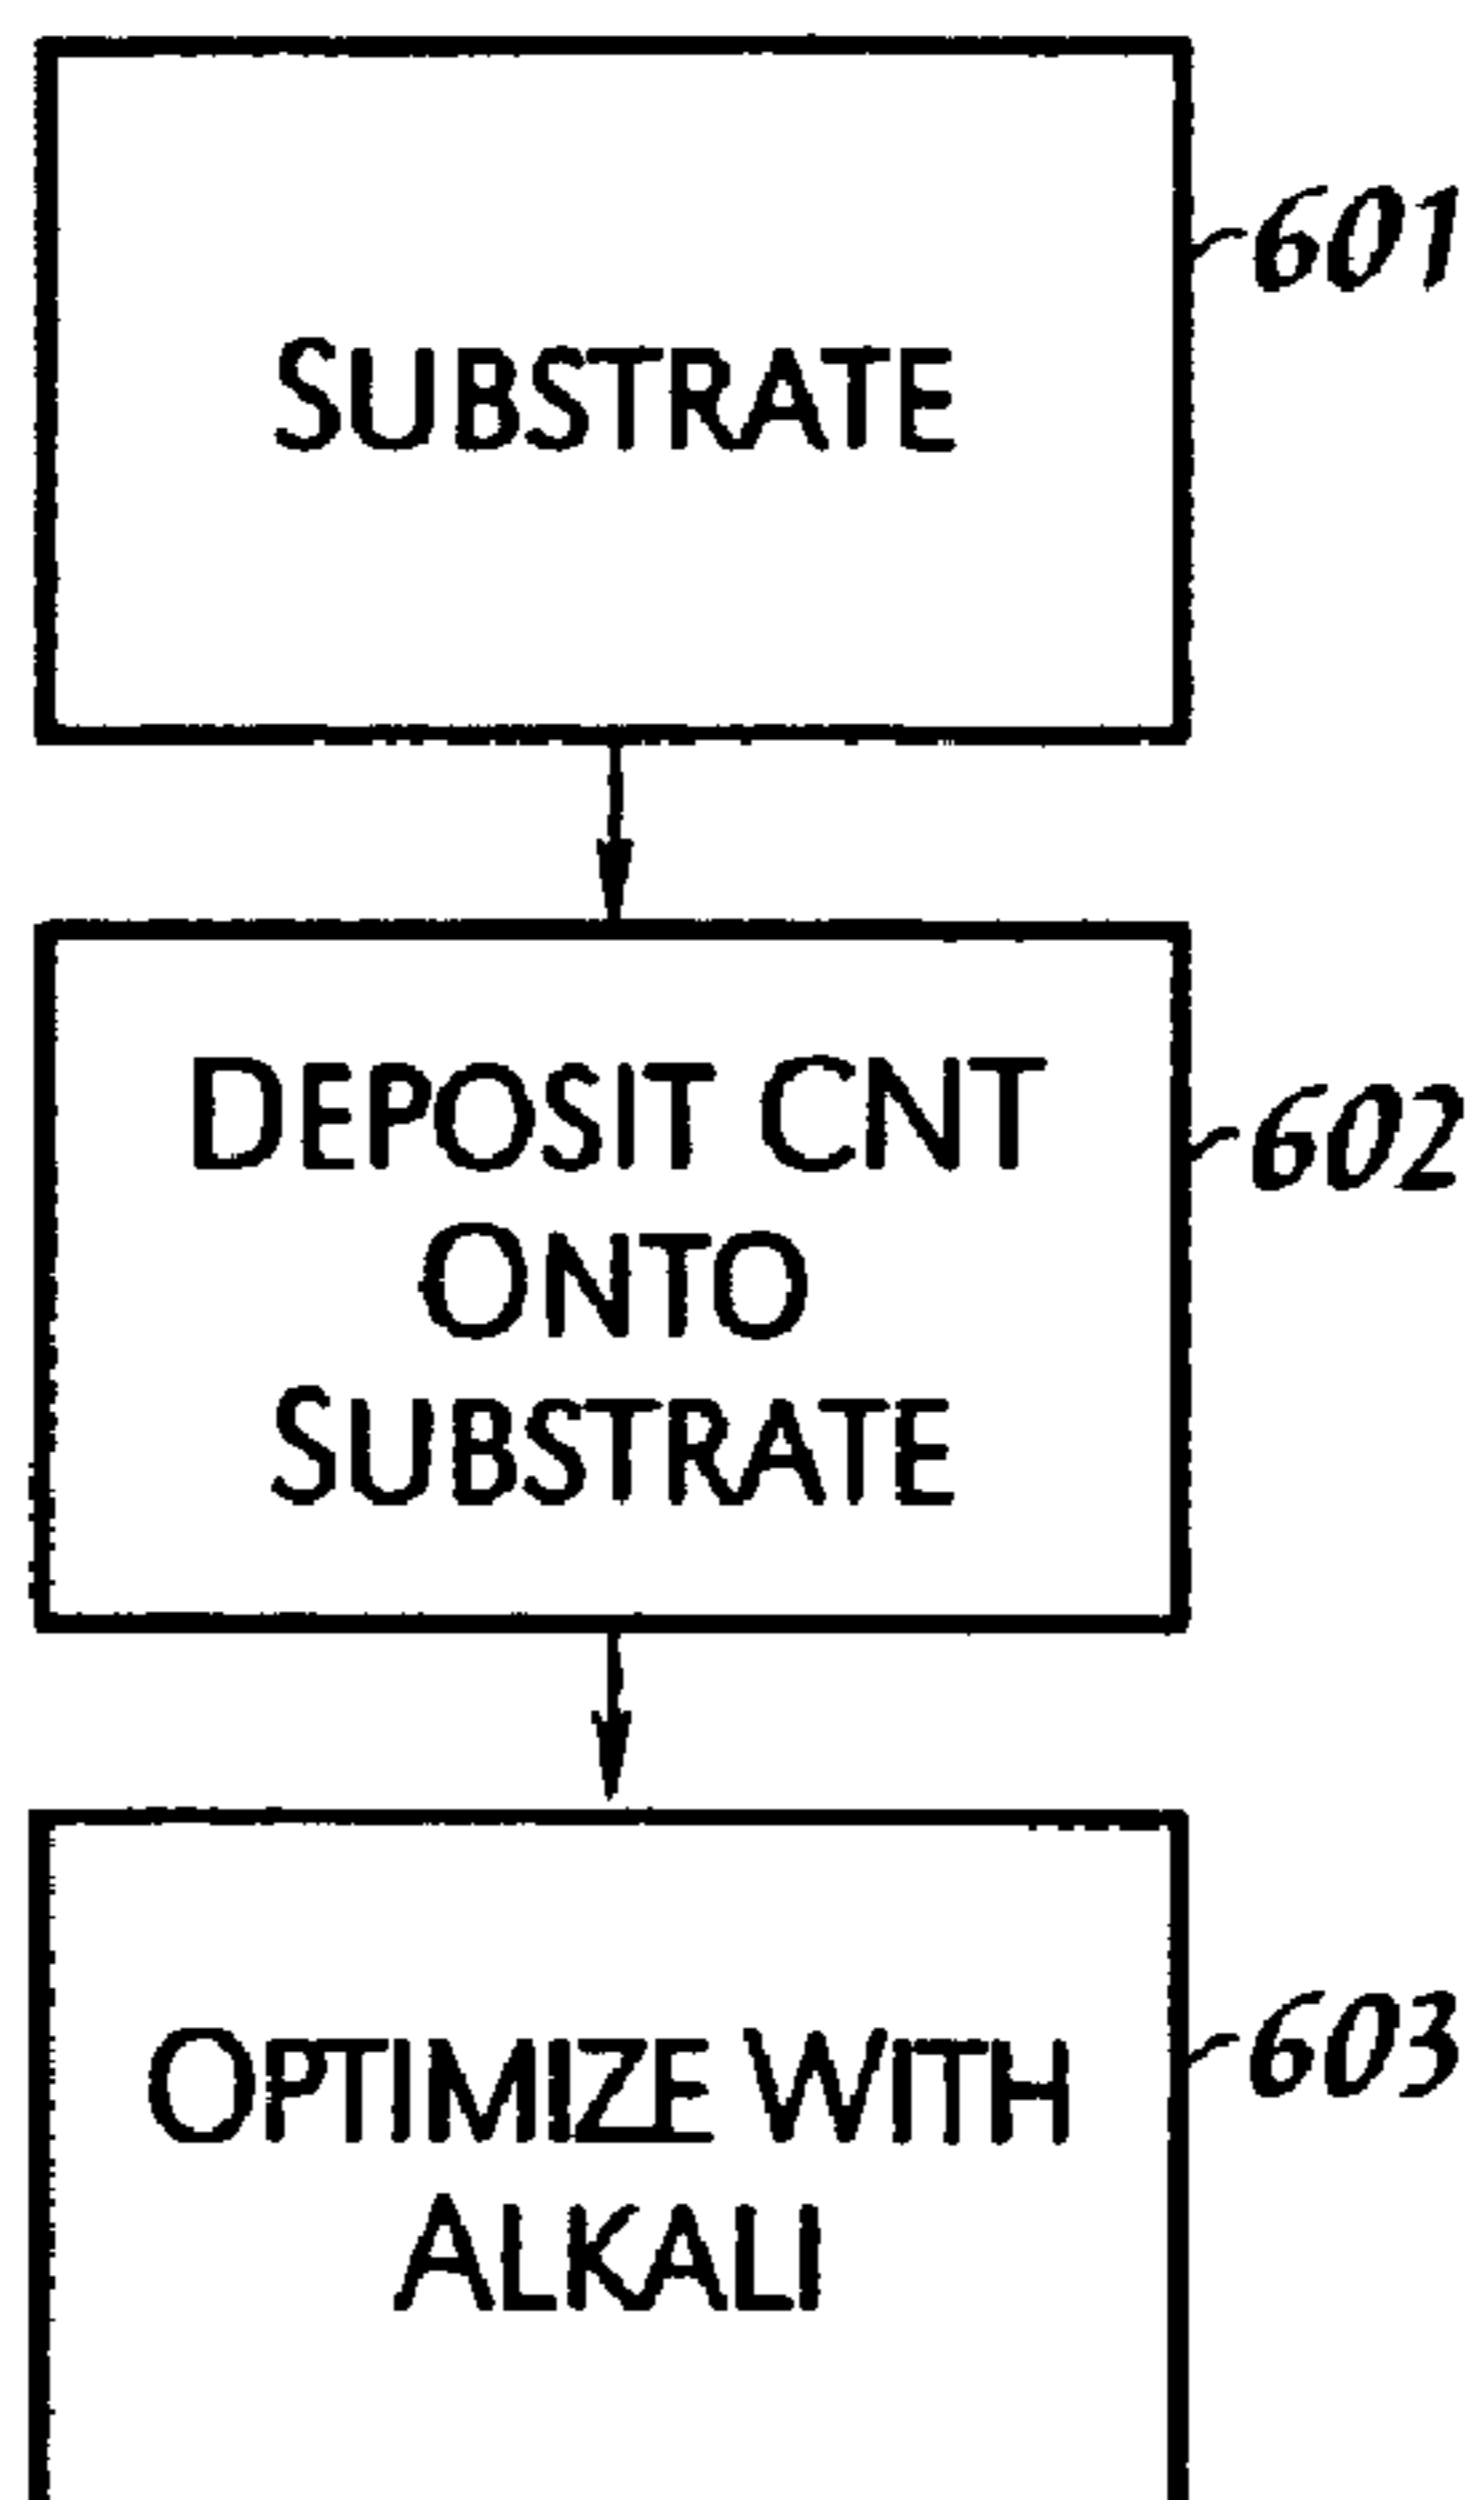 SUBSTRATE
601
DEPOSIT CNT
ONTO
SUBSTRATE
602
OPTIMIZE WITH
ALKALI
603